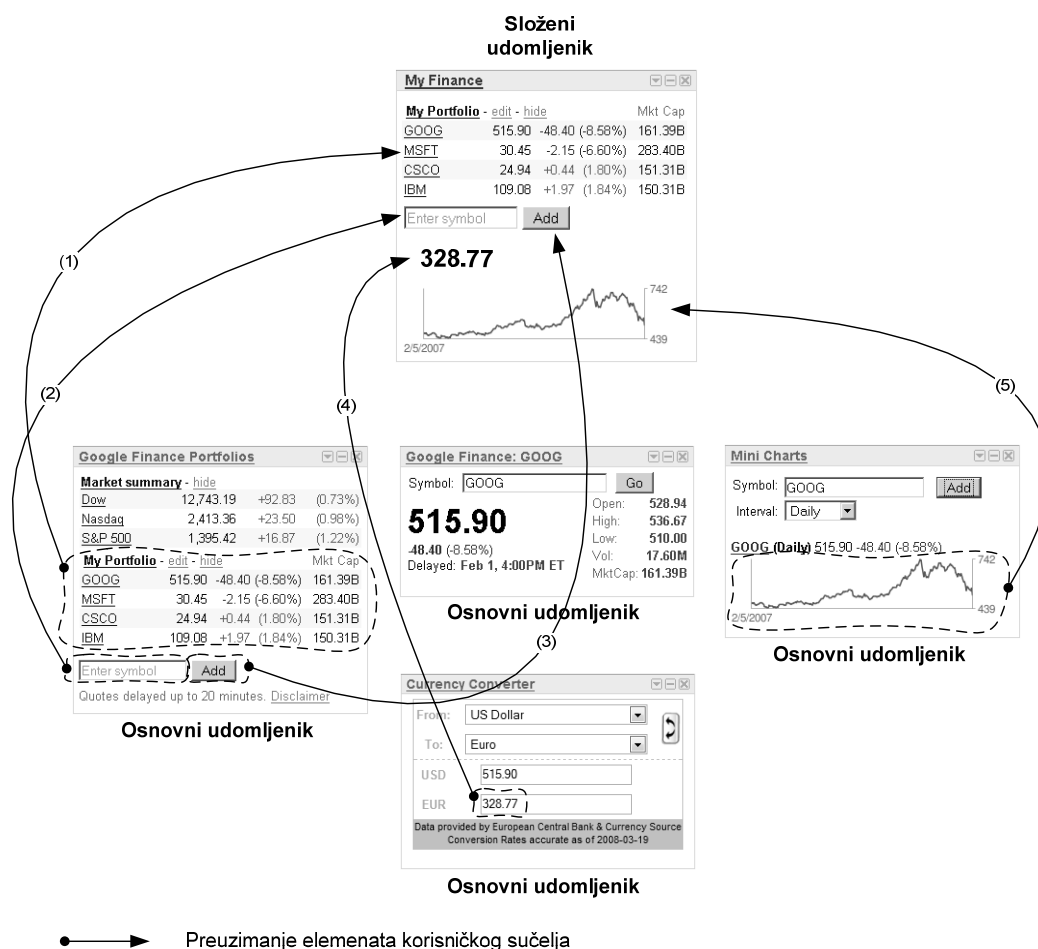 Složeni
udomljenik
My Finance
My Portfolio - edit - hide Mkt Cap
GOOG 515.90 -48.40 (-8.58%) 161.39B
MSFT 30.45 -2.15 (-6.60%) 283.40B
CSCO 24.94 +0.44 (1.80%) 151.31B
IBM 109.08 +1.97 (1.84%) 150.31B
Enter symbol Add
328.77
742
439
2/5/2007
(1)
(2)
(4)
(5)
Google Finance Portfolios
Market summary - hide
Dow 12,743.19 +92.83 (0.73%)
Nasdaq 2,413.36 +23.50 (0.98%)
S&P 500 1,395.42 +16.87 (1.22%)
My Portfolio - edit - hide Mkt Cap
GOOG 515.90 -48.40 (-8.58%) 161.39B
MSFT 30.45 -2.15 (-6.60%) 283.40B
CSCO 24.94 +0.44 (1.80%) 151.31B
IBM 109.08 +1.97 (1.84%) 150.31B
Enter symbol Add
Quotes delayed up to 20 minutes. Disclaimer
Osnovni udomljenik
Google Finance: GOOG
Symbol: GOOG Go
515.90
-48.40 (-8.58%)
Delayed: Feb 1, 4:00PM ET
Open: 528.94
High: 536.67
Low: 510.00
Vol: 17.60M
MktCap: 161.39B
Osnovni udomljenik
(3)
Mini Charts
Symbol: GOOG Add
Interval: Daily
GOOG (Daily) 515.90 -48.40 (-8.58%)
742
439
2/5/2007
Osnovni udomljenik
Currency Converter
From: US Dollar
To: Euro
USD 515.90
EUR 328.77
Data provided by European Central Bank & Currency Source
Conversion Rates accurate as of 2008-03-19
Osnovni udomljenik
Preuzimanje elemenata korisničkog sučelja